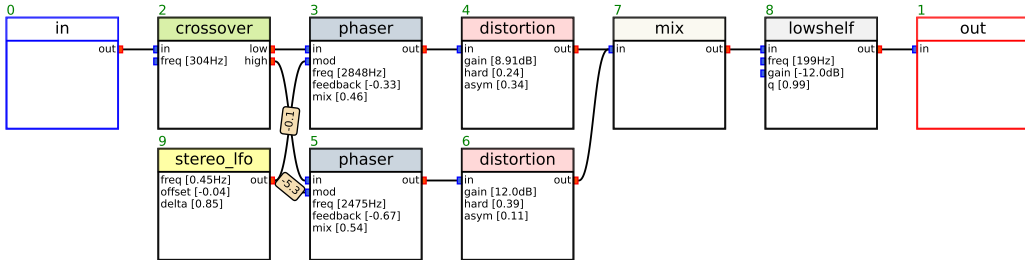 0
in
out
2
crossover
in
low
freq [304Hz]
high
3
phaser
in
out
mod
freq [2848Hz]
feedback [-0.33]
mix [0.46]
4
distortion
in
out
gain [8.91dB]
hard [0.24]
asym [0.34]
7
mix
in
out
8
lowshelf
in
out
freq [199Hz]
gain [-12.0dB]
q [0.99]
1
out
in
-0.1
-5.3
9
stereo_lfo
freq [0.45Hz]
out
offset [-0.04]
delta [0.85]
5
phaser
in
out
mod
freq [2475Hz]
feedback [-0.67]
mix [0.54]
6
distortion
in
out
gain [12.0dB]
hard [0.39]
asym [0.11]